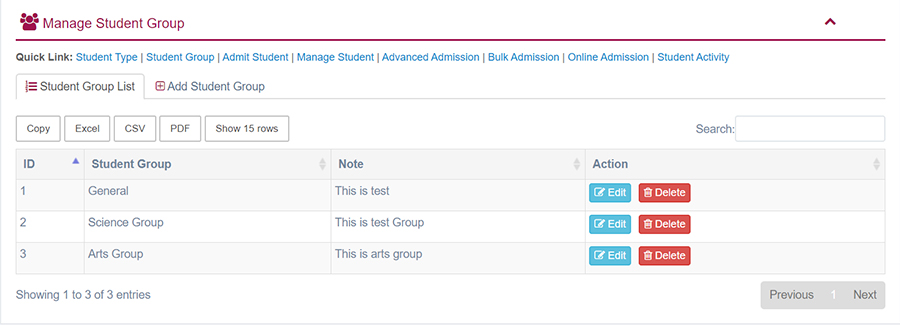 Manage Student Group
Quick Link: Student Type | Student Group | Admit Student | Manage Student | Advanced Admission | Bulk Admission | Online Admission | Student Activity
Student Group List Add Student Group
Copy Excel CSV PDF Show 15 rows Search:
ID Student Group Note Action
1 General This is test Edit Delete
2 Science Group This is test Group Edit Delete
3 Arts Group This is arts group Edit Delete
Showing 1 to 3 of 3 entries Previous 1 Next